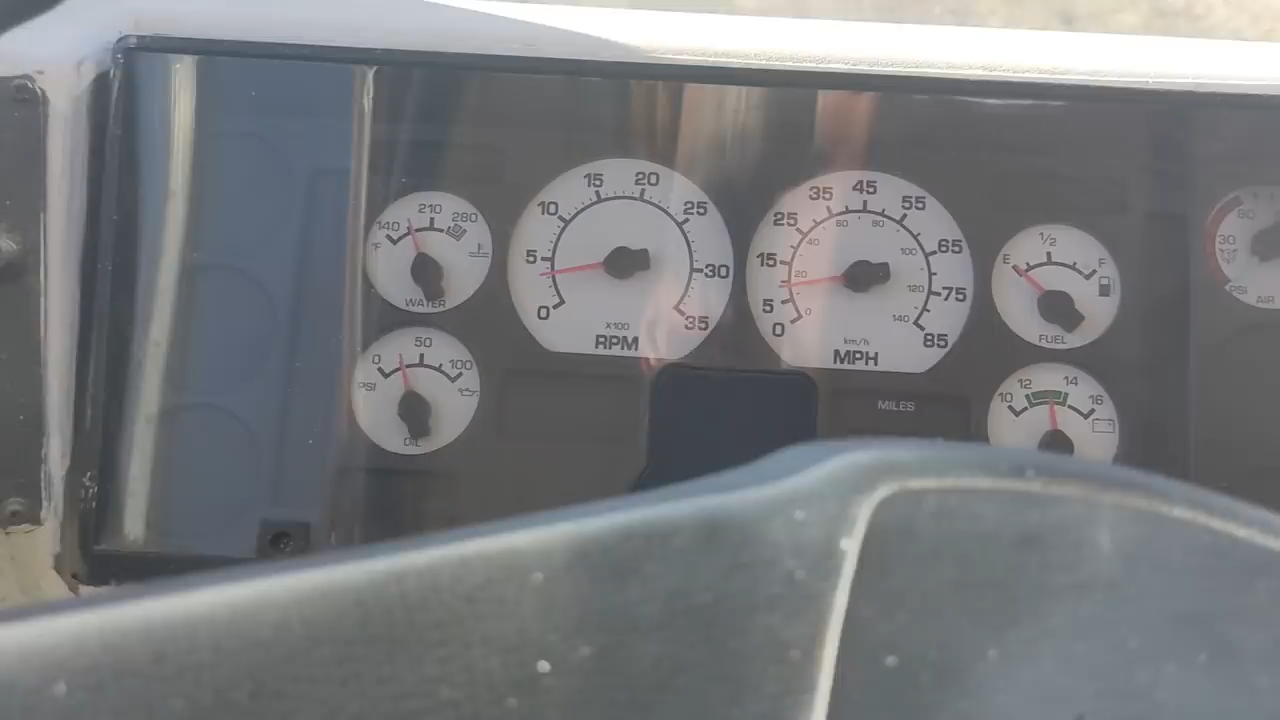 140 210 280
°F
WATER
0 50 100
PSI
OIL
0 5 10 15 20 25 30 35
X100
RPM
0 5 15 25 35 45 55 65 75 85
0 20 40 60 80 100 120 140
km/h
MPH
MILES
E 1/2 F
FUEL
10 12 14 16
80
30
PSI
AIR